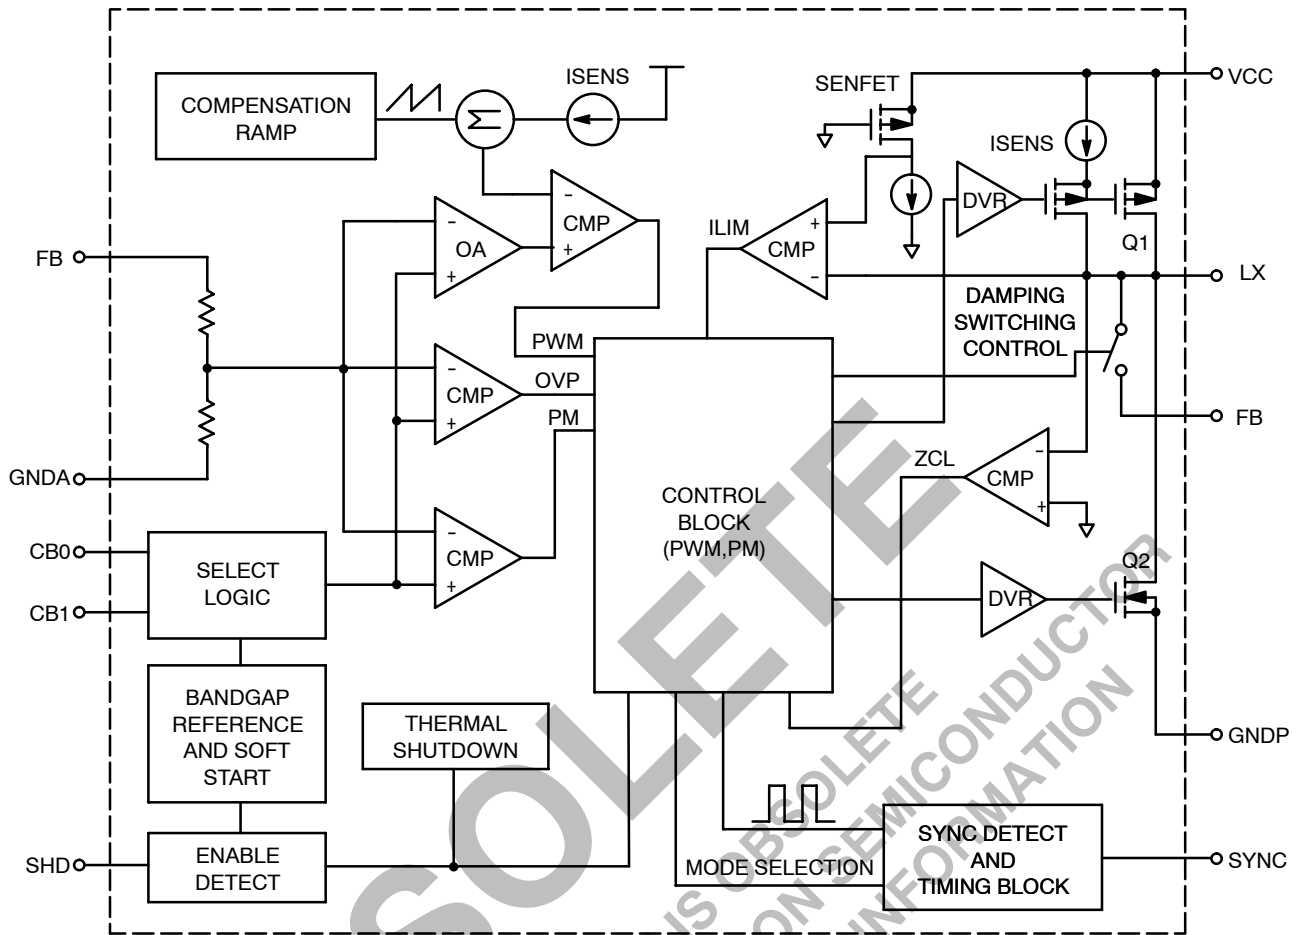 COMPENSATION
RAMP
Σ
ISENS
SENFET
VCC
ISENS
DVR
Q1
-
CMP
+
-
OA
+
ILIM
+
CMP
-
FB
LX
DAMPING
SWITCHING
CONTROL
PWM
-
CMP
+
OVP
PM
FB
GNDA
ZCL
-
CMP
+
CONTROL
BLOCK
(PWM,PM)
CB0
CB1
SELECT
LOGIC
-
CMP
+
DVR
Q2
BANDGAP
REFERENCE
AND SOFT
START
THERMAL
SHUTDOWN
GNDP
SHD
ENABLE
DETECT
MODE SELECTION
SYNC DETECT
AND
TIMING BLOCK
SYNC
SOLETE
IS OBSOLETE
ON SEMICONDUCTOR
INFORMATION